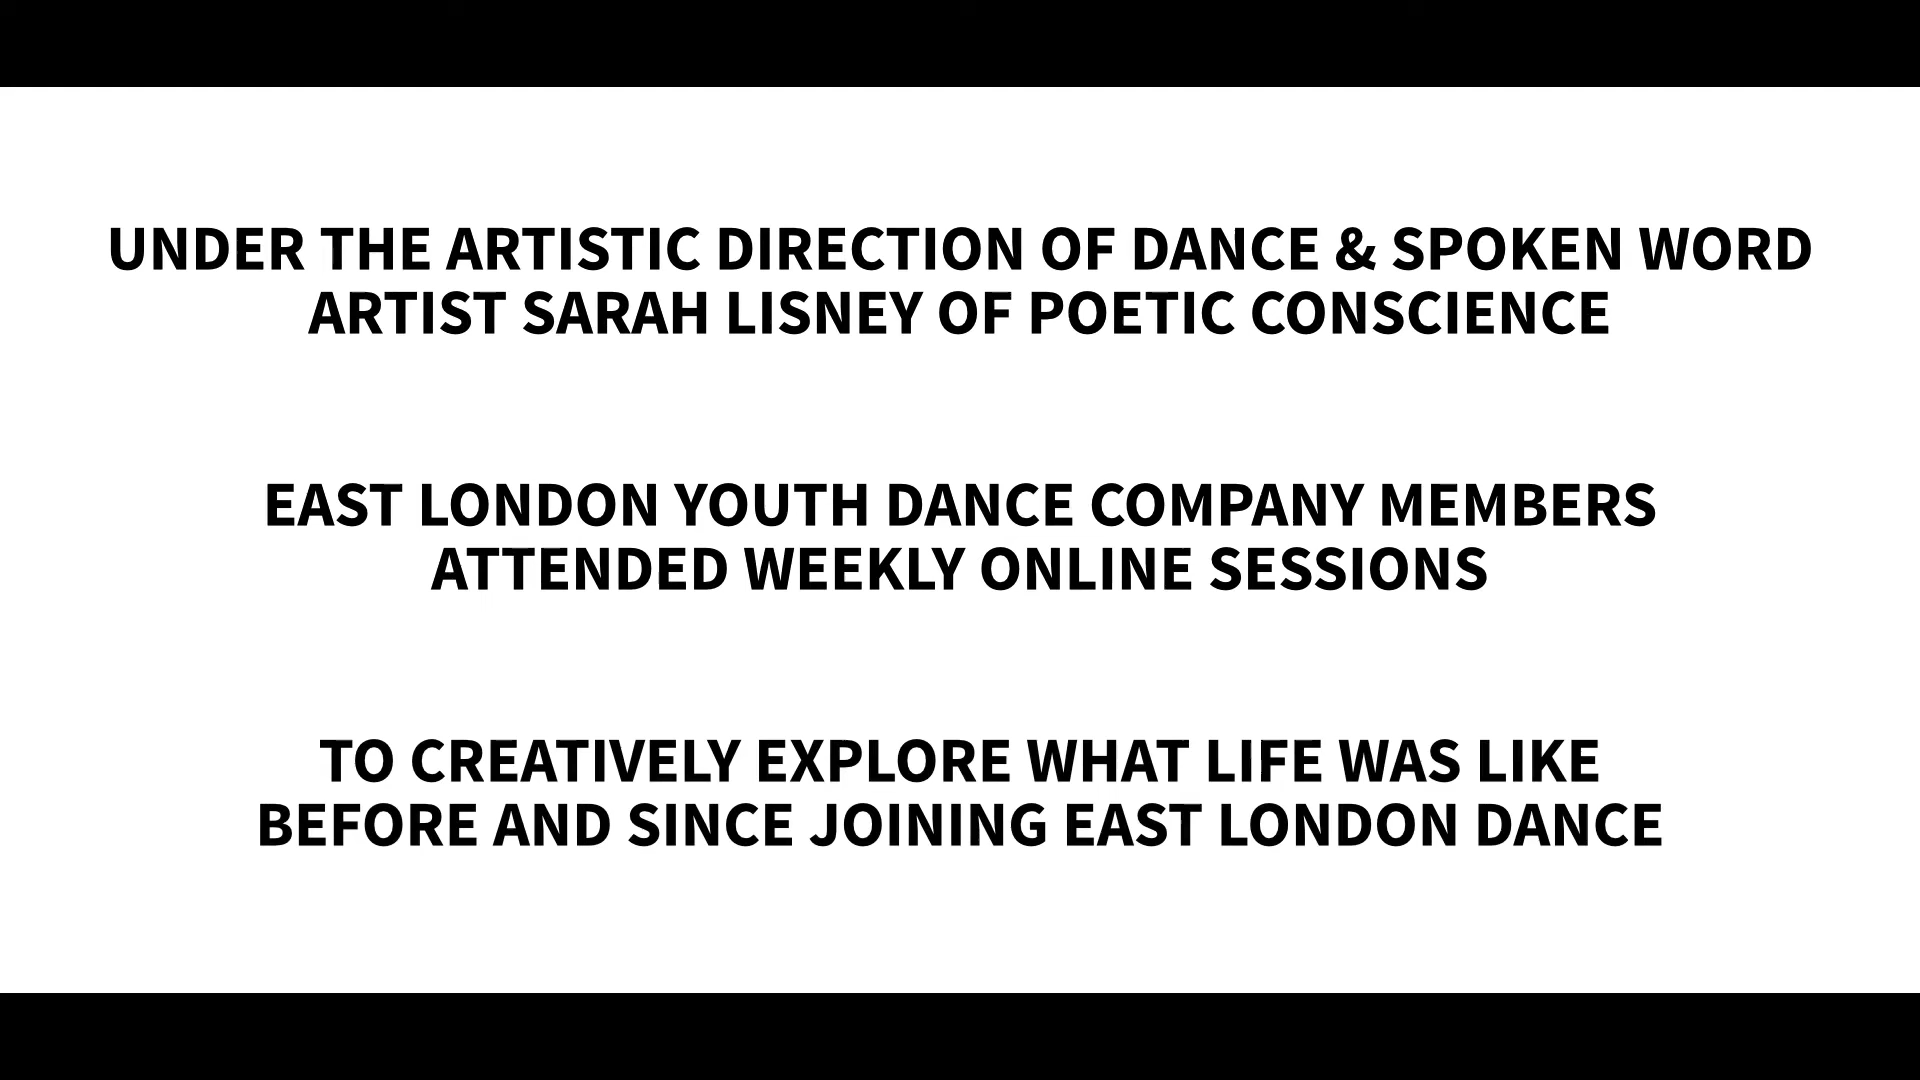 UNDER THE ARTISTIC DIRECTION OF DANCE & SPOKEN WORD
ARTIST SARAH LISNEY OF POETIC CONSCIENCE
EAST LONDON YOUTH DANCE COMPANY MEMBERS
ATTENDED WEEKLY ONLINE SESSIONS
TO CREATIVELY EXPLORE WHAT LIFE WAS LIKE
BEFORE AND SINCE JOINING EAST LONDON DANCE